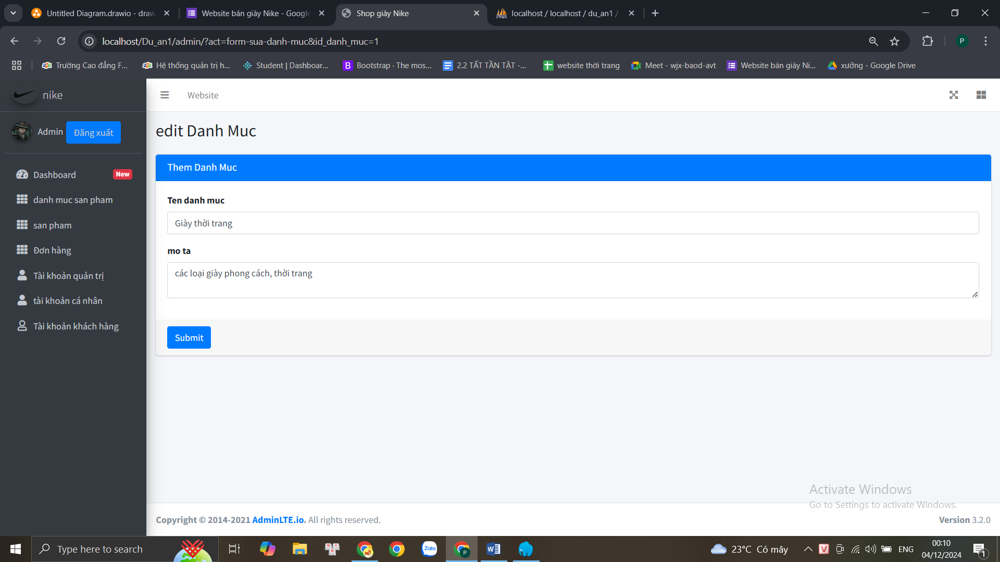 Untitled Diagram.drawio - draw
Website bán giày Nike - Google
Shop giày Nike
localhost / localhost / du_an1 /
localhost/Du_an1/admin/?act=form-sua-danh-muc&id_danh_muc=1
P
Trường Cao đẳng F...
Hệ thống quản trị h...
Student | Dashboar...
B Bootstrap · The mos...
2.2 TẤT TẦN TẬT -...
website thời trang
Meet - wjx-baod-avt
Website bán giày Ni...
xưởng - Google Drive
nike
Website
Admin
Đăng xuất
edit Danh Muc
Them Danh Muc
Dashboard
New
danh muc san pham
san pham
Đơn hàng
Tài khoản quản trị
tài khoản cá nhân
Tài khoản khách hàng
Ten danh muc
Giày thời trang
mo ta
các loại giày phong cách, thời trang
Submit
Activate Windows
Go to Settings to activate Windows.
Copyright © 2014-2021 AdminLTE.io. All rights reserved.
Version 3.2.0
Type here to search
Zalo
P
W
23°C Có mây
V
ENG
00:10
04/12/2024
1